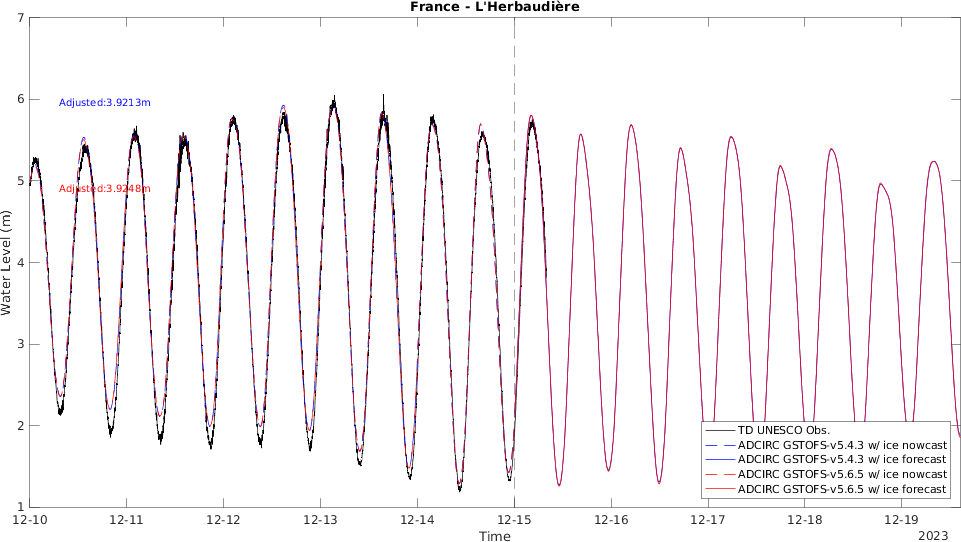 France - L'Herbaudière
7
6
5
4
3
2
1
Water Level (m)
Adjusted:3.9213m
Adjusted:3.9248m
TD UNESCO Obs.
ADCIRC GSTOFS-v5.4.3 w/ ice nowcast
ADCIRC GSTOFS-v5.4.3 w/ ice forecast
ADCIRC GSTOFS-v5.6.5 w/ ice nowcast
ADCIRC GSTOFS-v5.6.5 w/ ice forecast
12-10 12-11 12-12 12-13 12-14 12-15 12-16 12-17 12-18 12-19
Time
2023